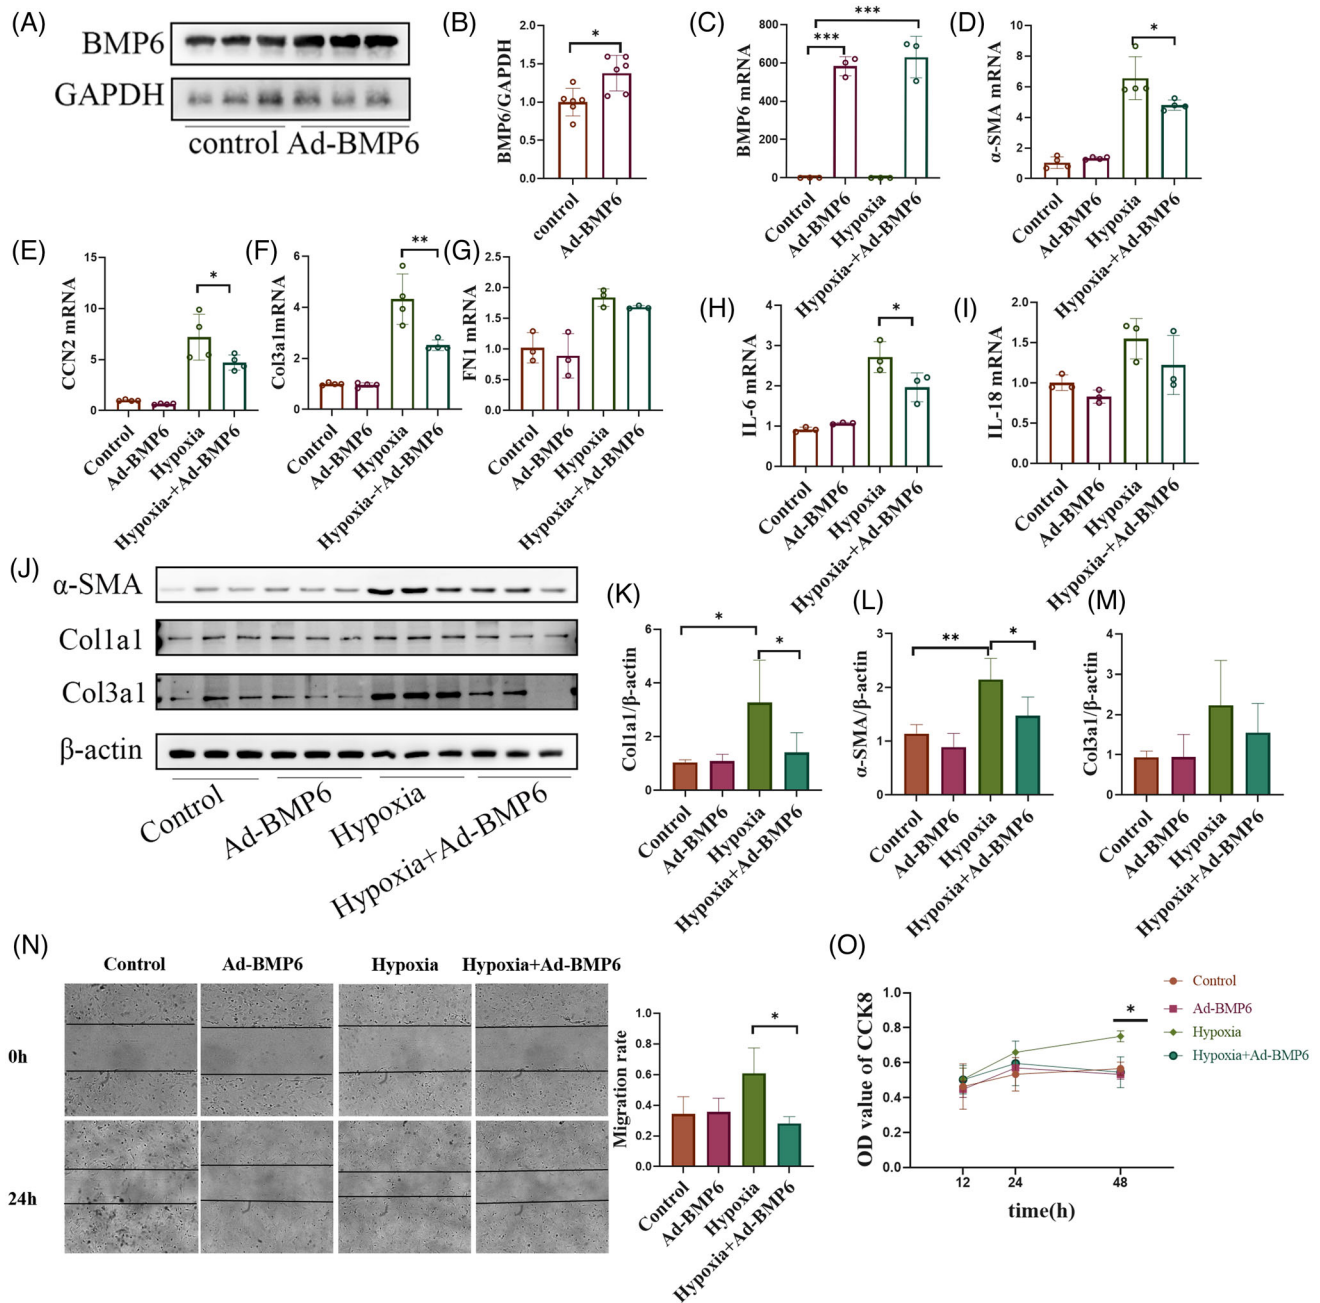 (A)
BMP6
GAPDH
control Ad-BMP6
(B)
BMP6/GAPDH
2.0
1.5
1.0
0.5
0.0
*
control
Ad-BMP6
(C)
BMP6 mRNA
800
600
400
200
0
***
***
Control
Ad-BMP6
Hypoxia
Hypoxia-+Ad-BMP6
(D)
α-SMA mRNA
10
8
6
4
2
0
*
Control
Ad-BMP6
Hypoxia
Hypoxia-+Ad-BMP6
(E)
CCN2 mRNA
15
10
5
0
*
Control
Ad-BMP6
Hypoxia
Hypoxia-+Ad-BMP6
(F)
Col3a1mRNA
6
4
2
0
**
Control
Ad-BMP6
Hypoxia
Hypoxia-+Ad-BMP6
(G)
FN1 mRNA
2.5
2.0
1.5
1.0
0.5
0.0
Control
Ad-BMP6
Hypoxia
Hypoxia-+Ad-BMP6
(H)
IL-6 mRNA
4
3
2
1
0
*
Control
Ad-BMP6
Hypoxia
Hypoxia-+Ad-BMP6
(I)
IL-18 mRNA
2.0
1.5
1.0
0.5
0.0
Control
Ad-BMP6
Hypoxia
Hypoxia-+Ad-BMP6
(J)
α-SMA
Col1a1
Col3a1
β-actin
Control
Ad-BMP6
Hypoxia
Hypoxia+Ad-BMP6
(K)
Col1a1/β-actin
6
4
2
0
*
*
Control
Ad-BMP6
Hypoxia
Hypoxia+Ad-BMP6
(L)
α-SMA/β-actin
3
2
1
0
**
*
Control
Ad-BMP6
Hypoxia
Hypoxia+Ad-BMP6
(M)
Col3a1/β-actin
4
3
2
1
0
Control
Ad-BMP6
Hypoxia
Hypoxia+Ad-BMP6
(N)
Control Ad-BMP6 Hypoxia Hypoxia+Ad-BMP6
0h
24h
Migration rate
1.0
0.8
0.6
0.4
0.2
0.0
*
Control
Ad-BMP6
Hypoxia
Hypoxia+Ad-BMP6
(O)
OD value of CCK8
1.0
0.8
0.6
0.4
0.2
0.0
*
12 24 48
time(h)
Control
Ad-BMP6
Hypoxia
Hypoxia+Ad-BMP6